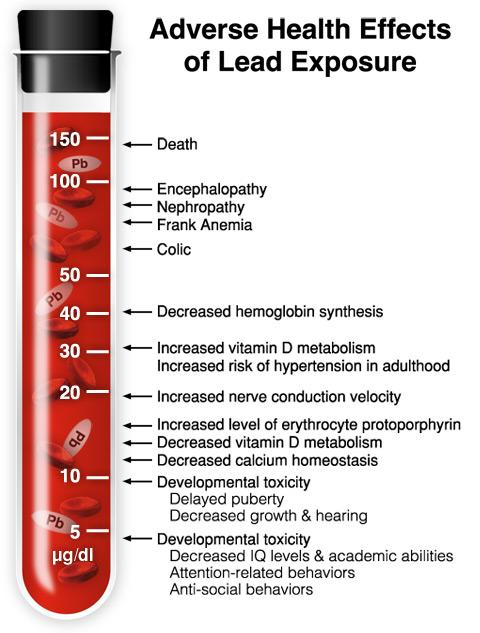 Adverse Health Effects
of Lead Exposure
150
Death
Pb
100
Encephalopathy
Nephropathy
Pb
Frank Anemia
Colic
50
Pb
40
Decreased hemoglobin synthesis
30
Increased vitamin D metabolism
Increased risk of hypertension in adulthood
20
Increased nerve conduction velocity
Increased level of erythrocyte protoporphyrin
Pb
Decreased vitamin D metabolism
Decreased calcium homeostasis
10
Developmental toxicity
Delayed puberty
Decreased growth & hearing
Pb
5
Developmental toxicity
µg/dl
Decreased IQ levels & academic abilities
Attention-related behaviors
Anti-social behaviors